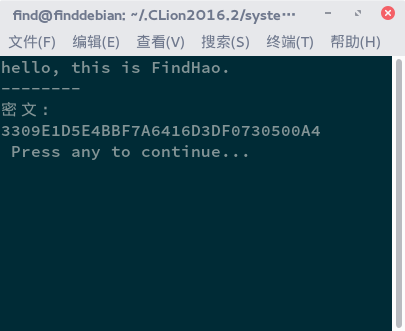 find@finddebian: ~/.CLion2016.2/syste…
文件(F) 编辑(E) 查看(V) 搜索(S) 终端(T) 帮助(H)
hello, this is FindHao.
--------
密文：
3309E1D5E4BBF7A6416D3DF0730500A4
Press any to continue...